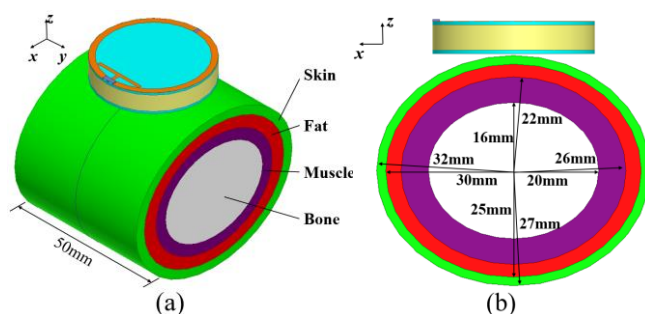 z
x
y
Skin
Fat
Muscle
Bone
50mm
(a)
z
x
22mm
16mm
32mm
26mm
30mm
20mm
25mm
27mm
(b)